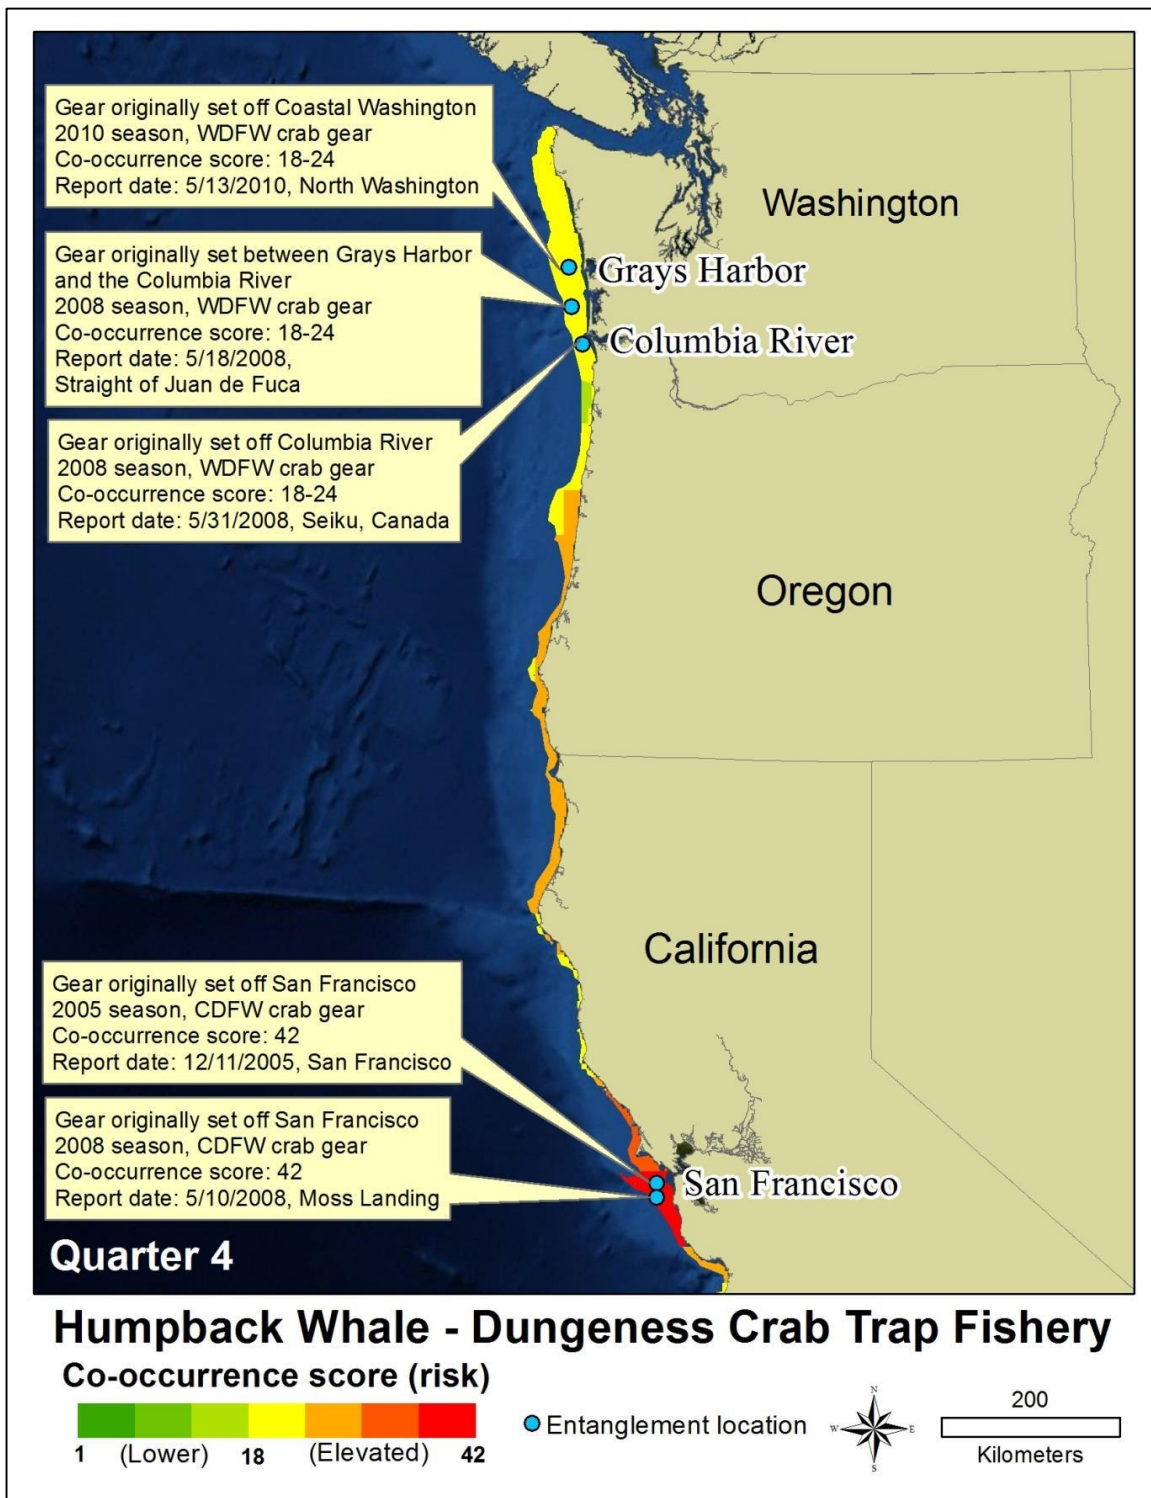 Gear originally set off Coastal Washington
2010 season, WDFW crab gear
Co-occurrence score: 18-24
Report date: 5/13/2010, North Washington
Washington
Gear originally set between Grays Harbor
and the Columbia River
2008 season, WDFW crab gear
Co-occurrence score: 18-24
Report date: 5/18/2008,
Straight of Juan de Fuca
Grays Harbor
Columbia River
Gear originally set off Columbia River
2008 season, WDFW crab gear
Co-occurrence score: 18-24
Report date: 5/31/2008, Seiku, Canada
Oregon
California
Gear originally set off San Francisco
2005 season, CDFW crab gear
Co-occurrence score: 42
Report date: 12/11/2005, San Francisco
Gear originally set off San Francisco
2008 season, CDFW crab gear
Co-occurrence score: 42
Report date: 5/10/2008, Moss Landing
San Francisco
Quarter 4
Humpback Whale - Dungeness Crab Trap Fishery
Co-occurrence score (risk)
1 (Lower) 18 (Elevated) 42
Entanglement location
N
W E
S
200
Kilometers